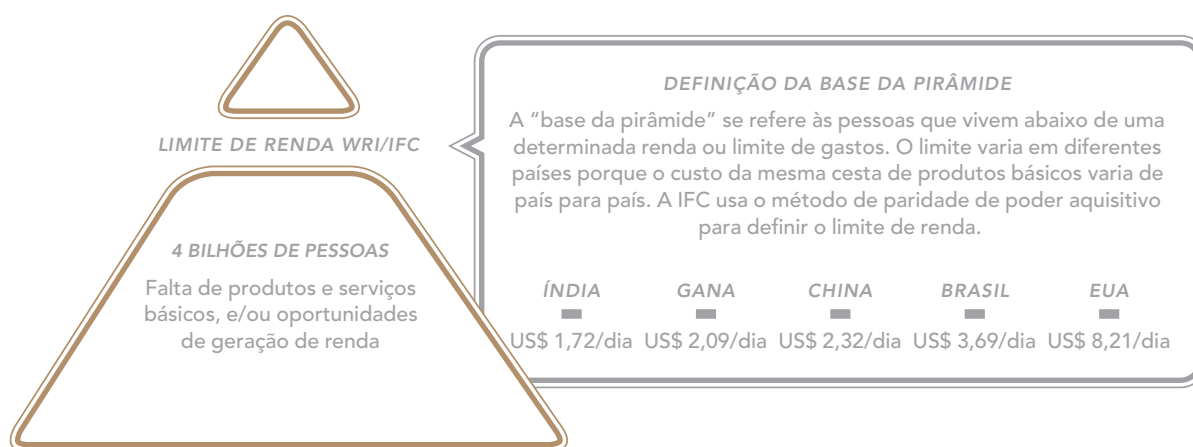 LIMITE DE RENDA WRI/IFC
4 BILHÕES DE PESSOAS
Falta de produtos e serviços
básicos, e/ou oportunidades
de geração de renda
DEFINIÇÃO DA BASE DA PIRÂMIDE
A “base da pirâmide” se refere às pessoas que vivem abaixo de uma
determinada renda ou limite de gastos. O limite varia em diferentes
países porque o custo da mesma cesta de produtos básicos varia de
país para país. A IFC usa o método de paridade de poder aquisitivo
para definir o limite de renda.
ÍNDIA GANA CHINA BRASIL EUA
US$ 1,72/dia US$ 2,09/dia US$ 2,32/dia US$ 3,69/dia US$ 8,21/dia